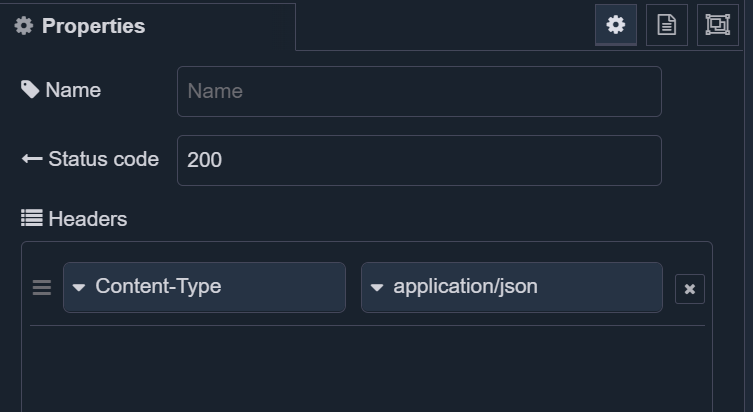 Properties
Name
Name
Status code
200
Headers
Content-Type
application/json